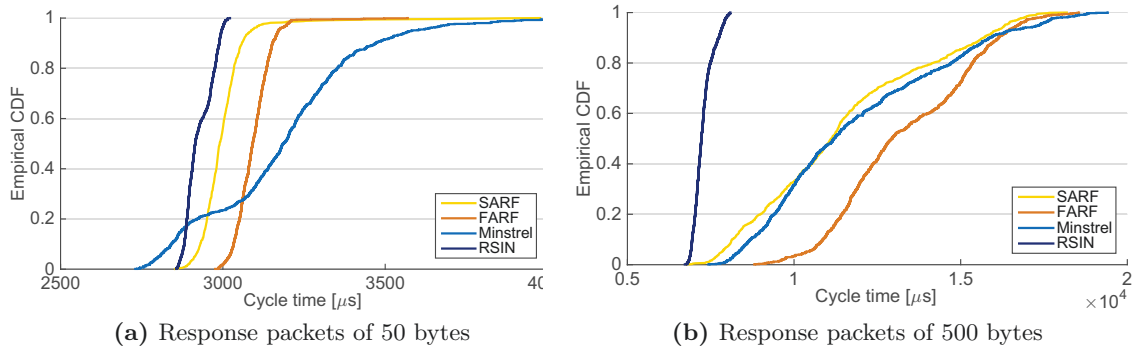 1
0.8
0.6
0.4
0.2
0
Empirical CDF
2500
3000
3500
40
Cycle time [μs]
SARF
FARF
Minstrel
RSIN
(a) Response packets of 50 bytes
1
0.8
0.6
0.4
0.2
0
Empirical CDF
0.5
1
1.5
2
×10⁴
Cycle time [μs]
SARF
FARF
Minstrel
RSIN
(b) Response packets of 500 bytes